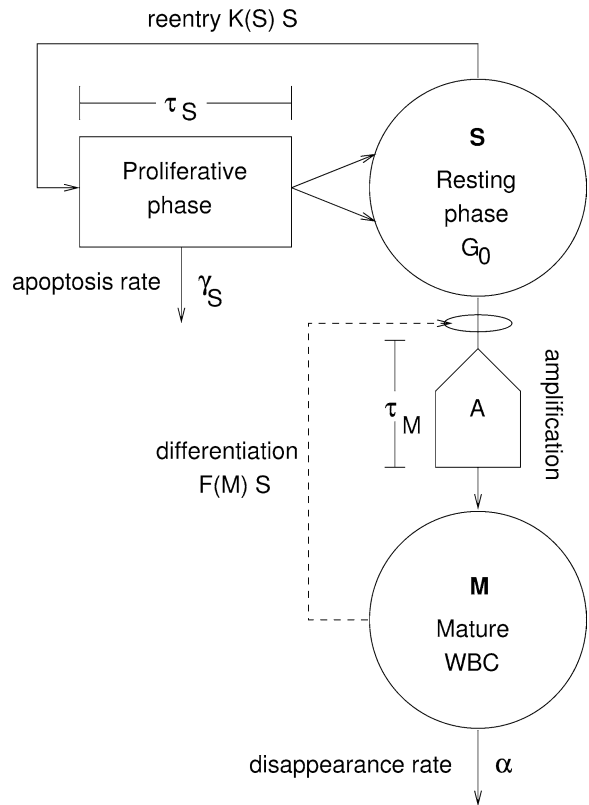 reentry K(S) S
τS
Proliferative
phase
S
Resting
phase
G0
apoptosis rate γS
τM
A
amplification
differentiation
F(M) S
M
Mature
WBC
disappearance rate α